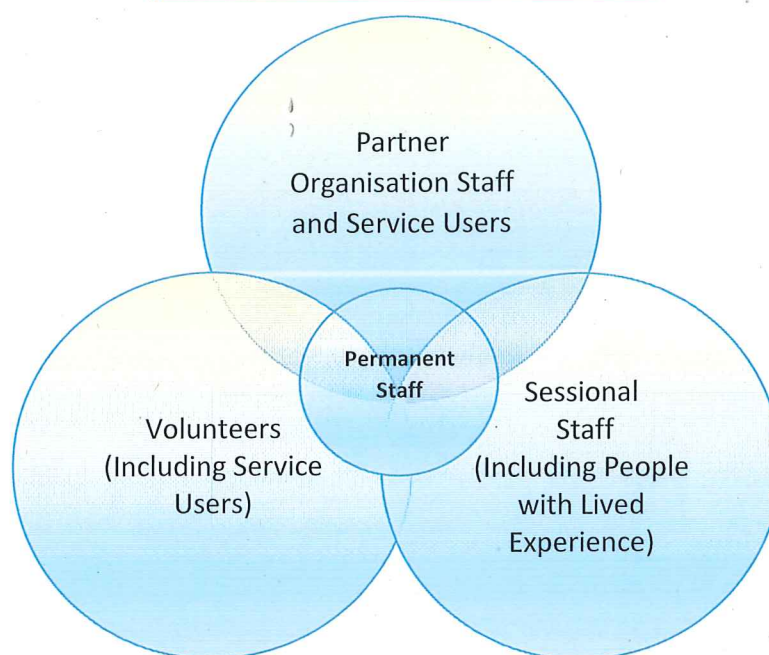 Partner
Organisation Staff
and Service Users
Permanent
Staff
Volunteers
(Including Service
Users)
Sessional
Staff
(Including People
with Lived
Experience)